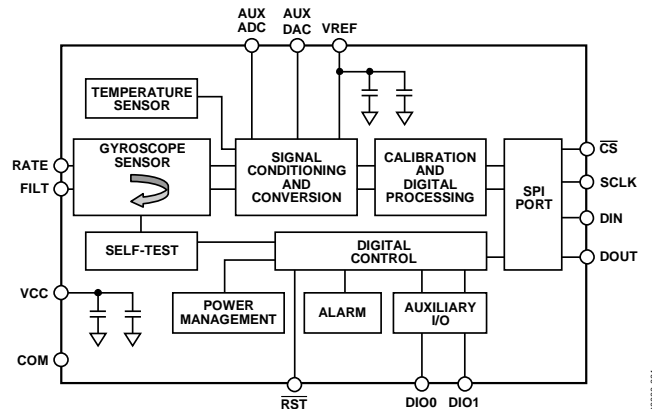 AUX
ADC
AUX
DAC
VREF
TEMPERATURE
SENSOR
GYROSCOPE
SENSOR
SIGNAL
CONDITIONING
AND
CONVERSION
CALIBRATION
AND
DIGITAL
PROCESSING
SPI
PORT
RATE
FILT
CS
SCLK
DIN
DOUT
SELF-TEST
DIGITAL
CONTROL
VCC
POWER
MANAGEMENT
ALARM
AUXILIARY
I/O
COM
RST
DIO0
DIO1